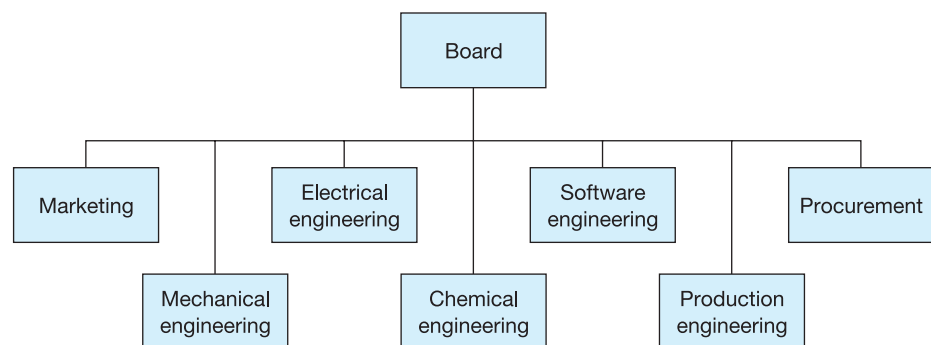 Board
Marketing
Electrical
engineering
Software
engineering
Procurement
Mechanical
engineering
Chemical
engineering
Production
engineering